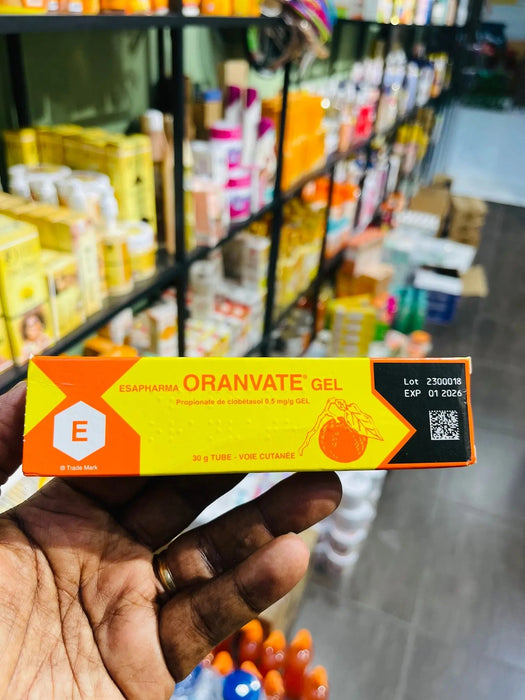 ESAPHARMA ORANVATE® GEL
Propionate de clobétasol 0,5 mg/g GEL
E
® Trade Mark
30 g TUBE - VOIE CUTANÉE
Lot 2300018
EXP 01 2026